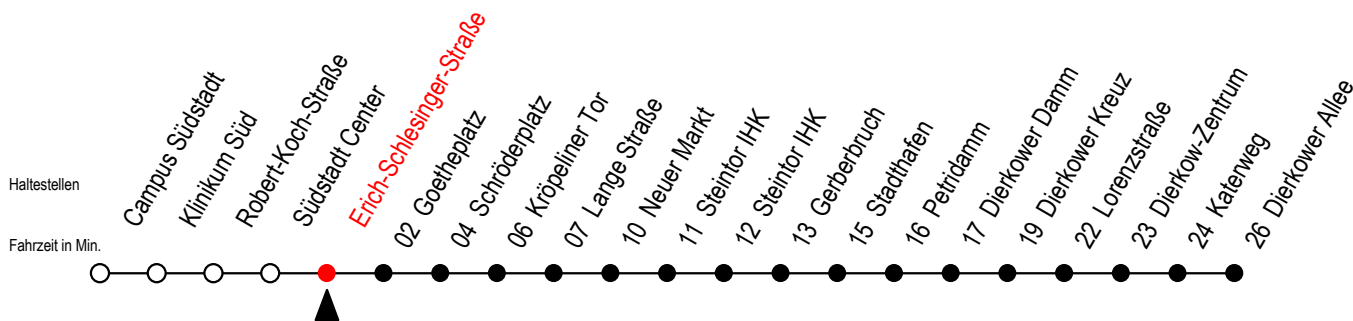 Haltestellen
Fahrzeit in Min.
Campus Südstadt
Klinikum Süd
Robert-Koch-Straße
Südstadt Center
Erich-Schlesinger-Straße
02 Goetheplatz
04 Schröderplatz
06 Kröpeliner Tor
07 Lange Straße
10 Neuer Markt
11 Steintor IHK
12 Steintor IHK
13 Gerberbruch
15 Stadthafen
16 Petridamm
17 Dierkower Damm
19 Dierkower Kreuz
22 Lorenzstraße
23 Dierkow-Zentrum
24 Katerweg
26 Dierkower Allee